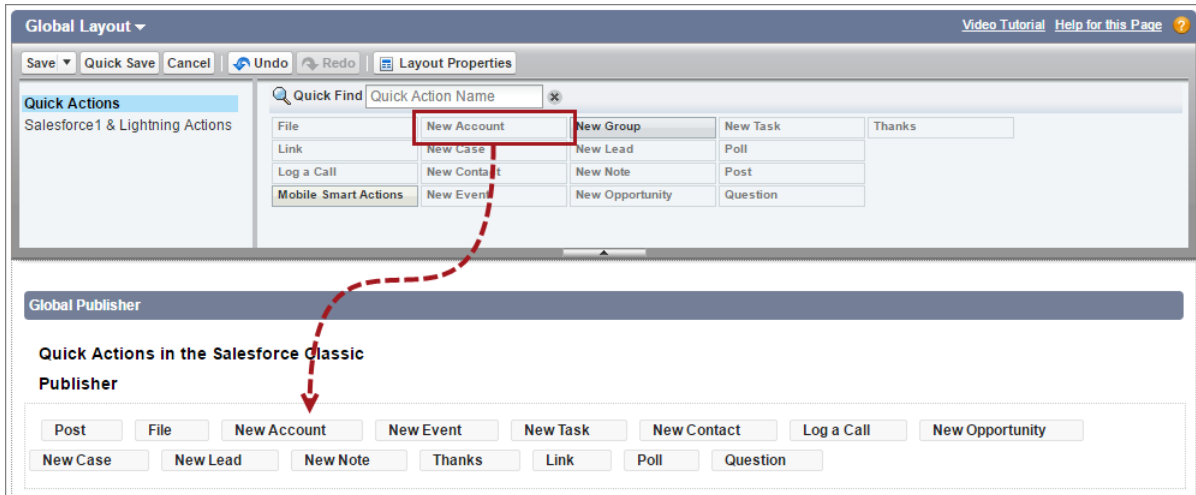 Global Layout Video Tutorial Help for this Page ?
Save Quick Save Cancel Undo Redo Layout Properties
Quick Actions
Salesforce1 & Lightning Actions
Quick Find Quick Action Name
File New Account New Group New Task Thanks
Link New Case New Lead Poll
Log a Call New Contact New Note Post
Mobile Smart Actions New Event New Opportunity Question
Global Publisher
Quick Actions in the Salesforce Classic
Publisher
Post File New Account New Event New Task New Contact Log a Call New Opportunity
New Case New Lead New Note Thanks Link Poll Question